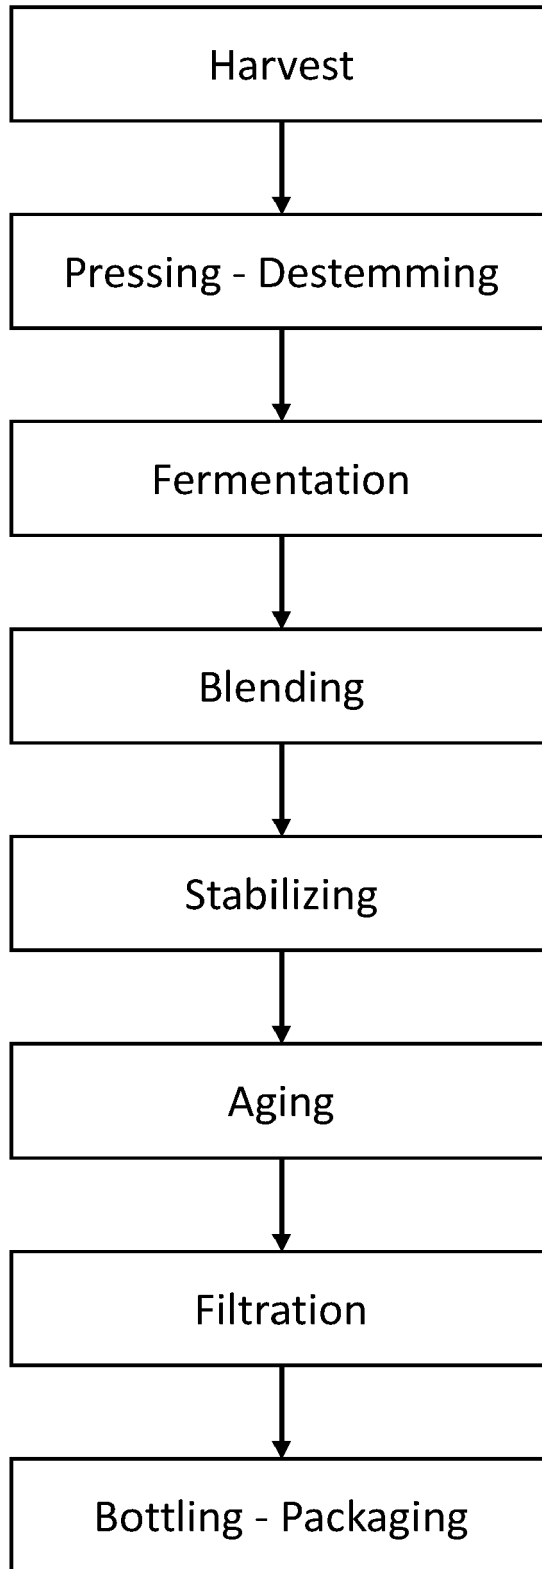 Harvest
Pressing - Destemming
Fermentation
Blending
Stabilizing
Aging
Filtration
Bottling - Packaging